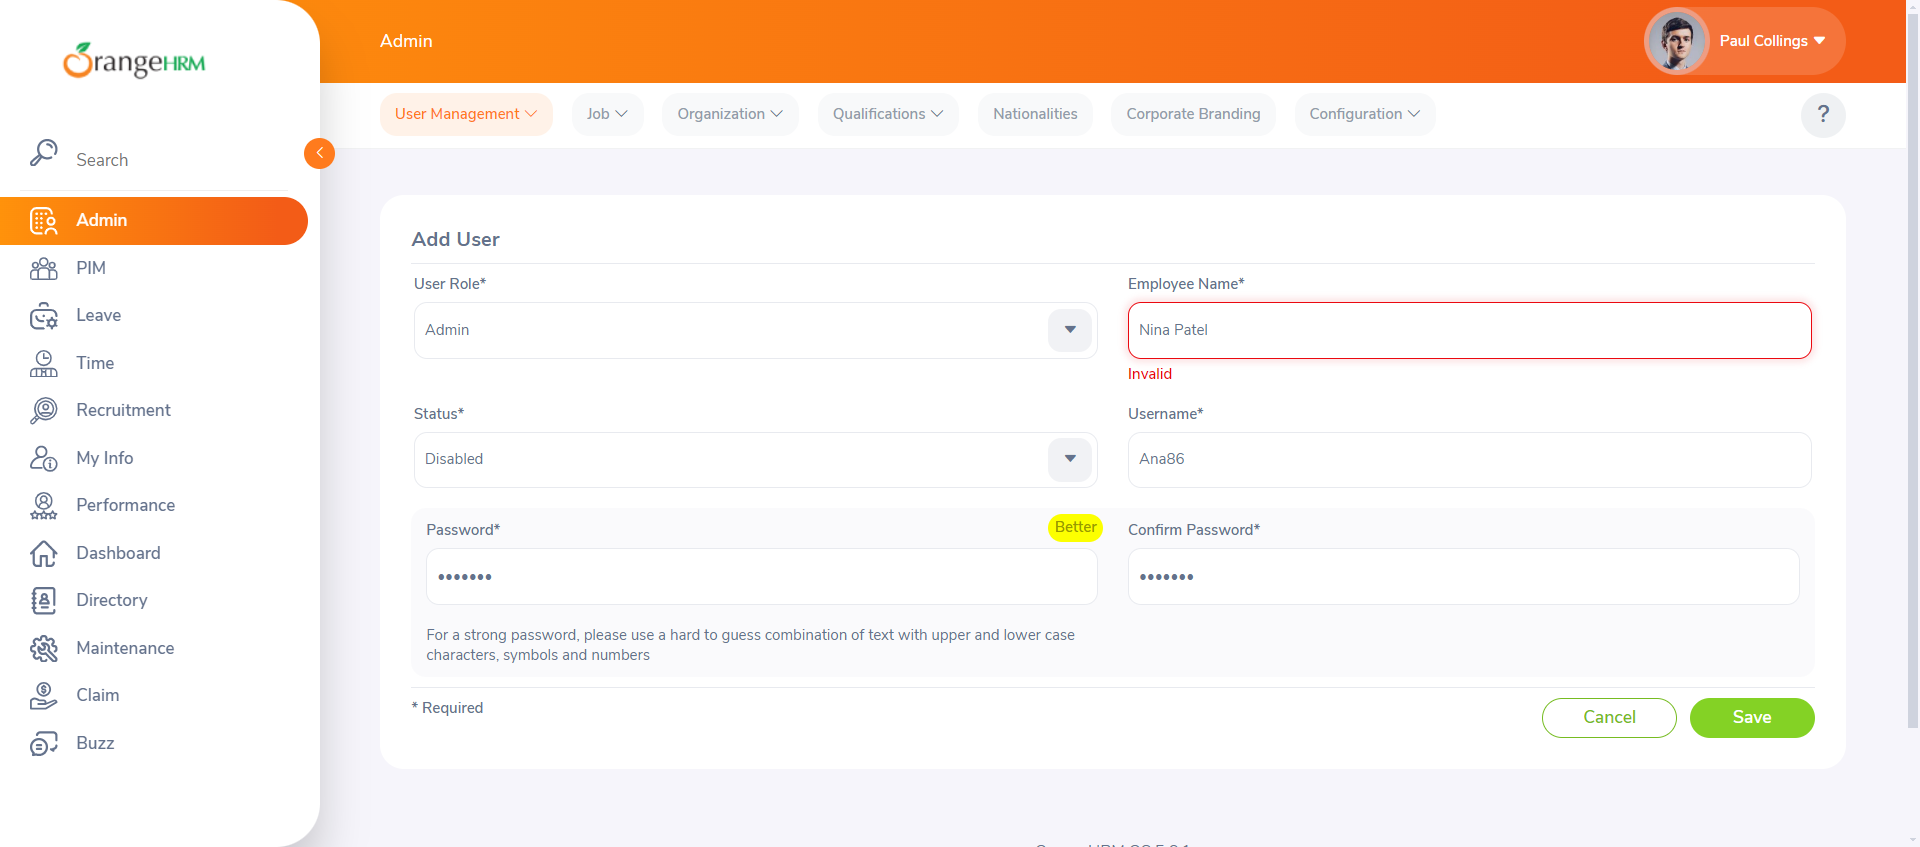 OrangeHRM
Search
Admin
PIM
Leave
Time
Recruitment
My Info
Performance
Dashboard
Directory
Maintenance
Claim
Buzz
Admin
Paul Collings
User Management
Job
Organization
Qualifications
Nationalities
Corporate Branding
Configuration
?
Add User
User Role*
Admin
Employee Name*
Nina Patel
Invalid
Status*
Disabled
Username*
Ana86
Password*
Better
•••••••
Confirm Password*
•••••••
For a strong password, please use a hard to guess combination of text with upper and lower case
characters, symbols and numbers
* Required
Cancel
Save